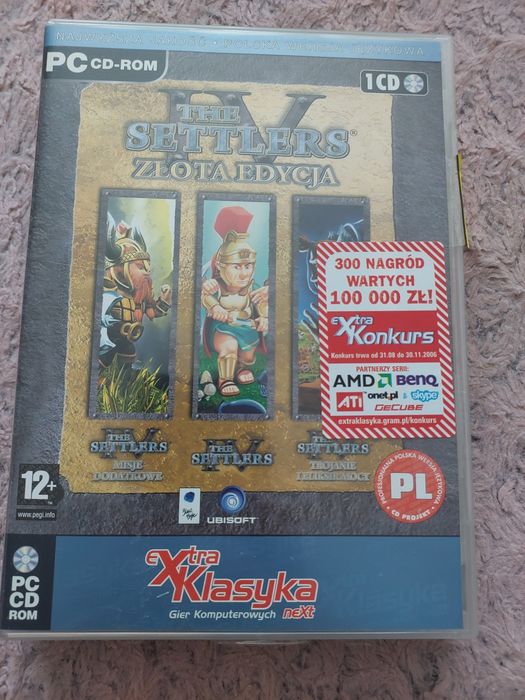 NAJWYŻSZA JAKOŚĆ • POLSKA WERSJA JĘZYKOWA
PC CD-ROM
1 CD
IV
THE
SETTLERS®
ZŁOTA EDYCJA
300 NAGRÓD
WARTYCH
100 000 ZŁ!
eXtra
Konkurs
Konkurs trwa od 31.08 do 30.11.2006
PARTNERZY SERII:
AMD BenQ
ATI onet.pl & skype
GECUBE
extraklasyka.gram.pl/konkurs
THE
SETTLERS
IV
MISJE
DODATKOWE
THE
SETTLERS
IV
THE
SETTLERS
TROJANIE
I ELIKSIR MOCY
12+
www.pegi.info
Blue Byte
UBISOFT
PROFESJONALNA POLSKA WERSJA JĘZYKOWA
PL
• CD PROJEKT •
PC
CD
ROM
eXtra
Klasyka
Gier Komputerowych neXt